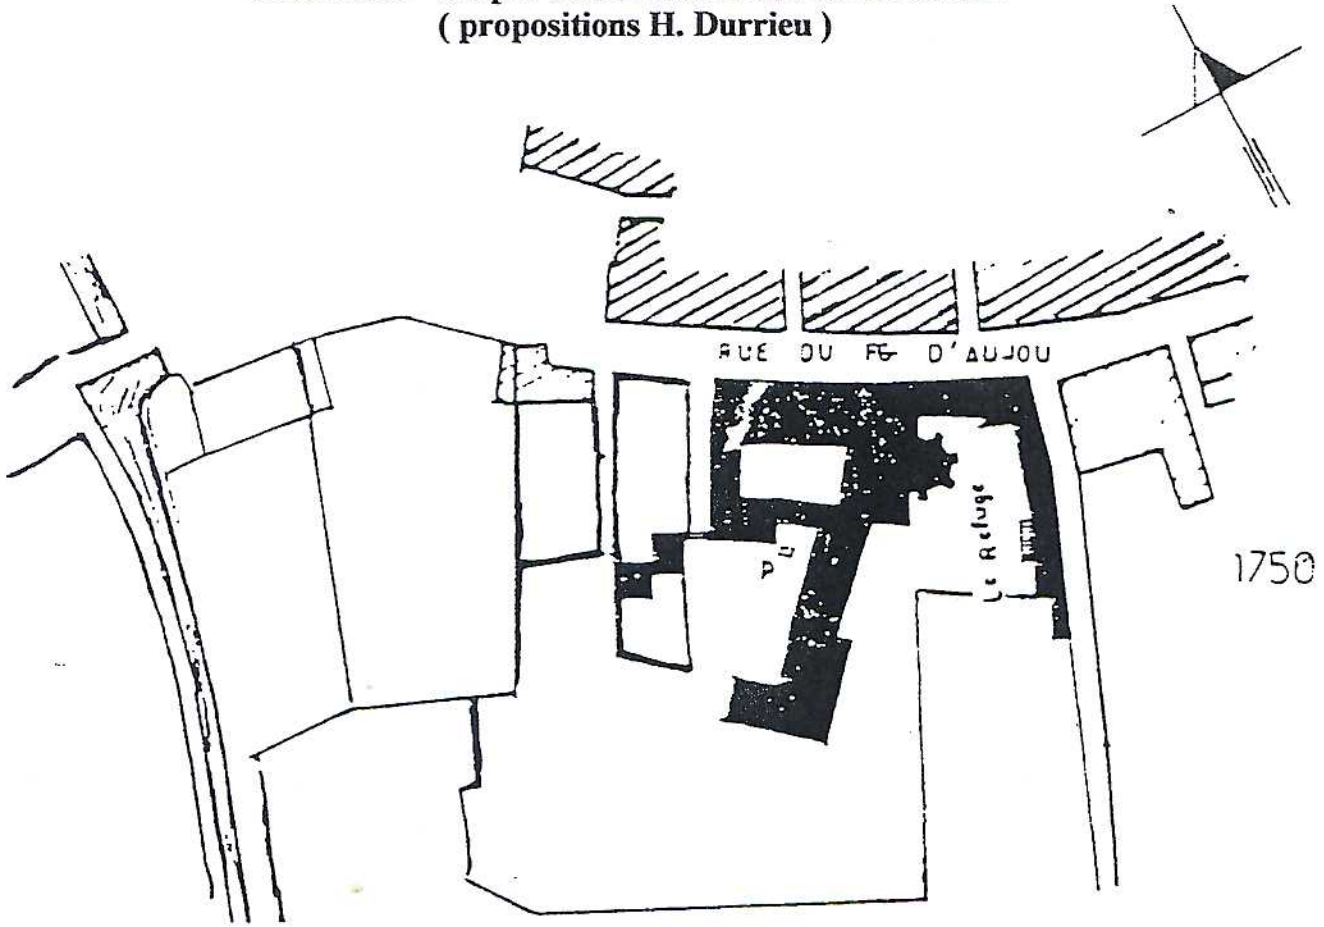 ( propositions H. Durrieu )
RUE DU FG D'AUJOU
Le Refuge
P
1750